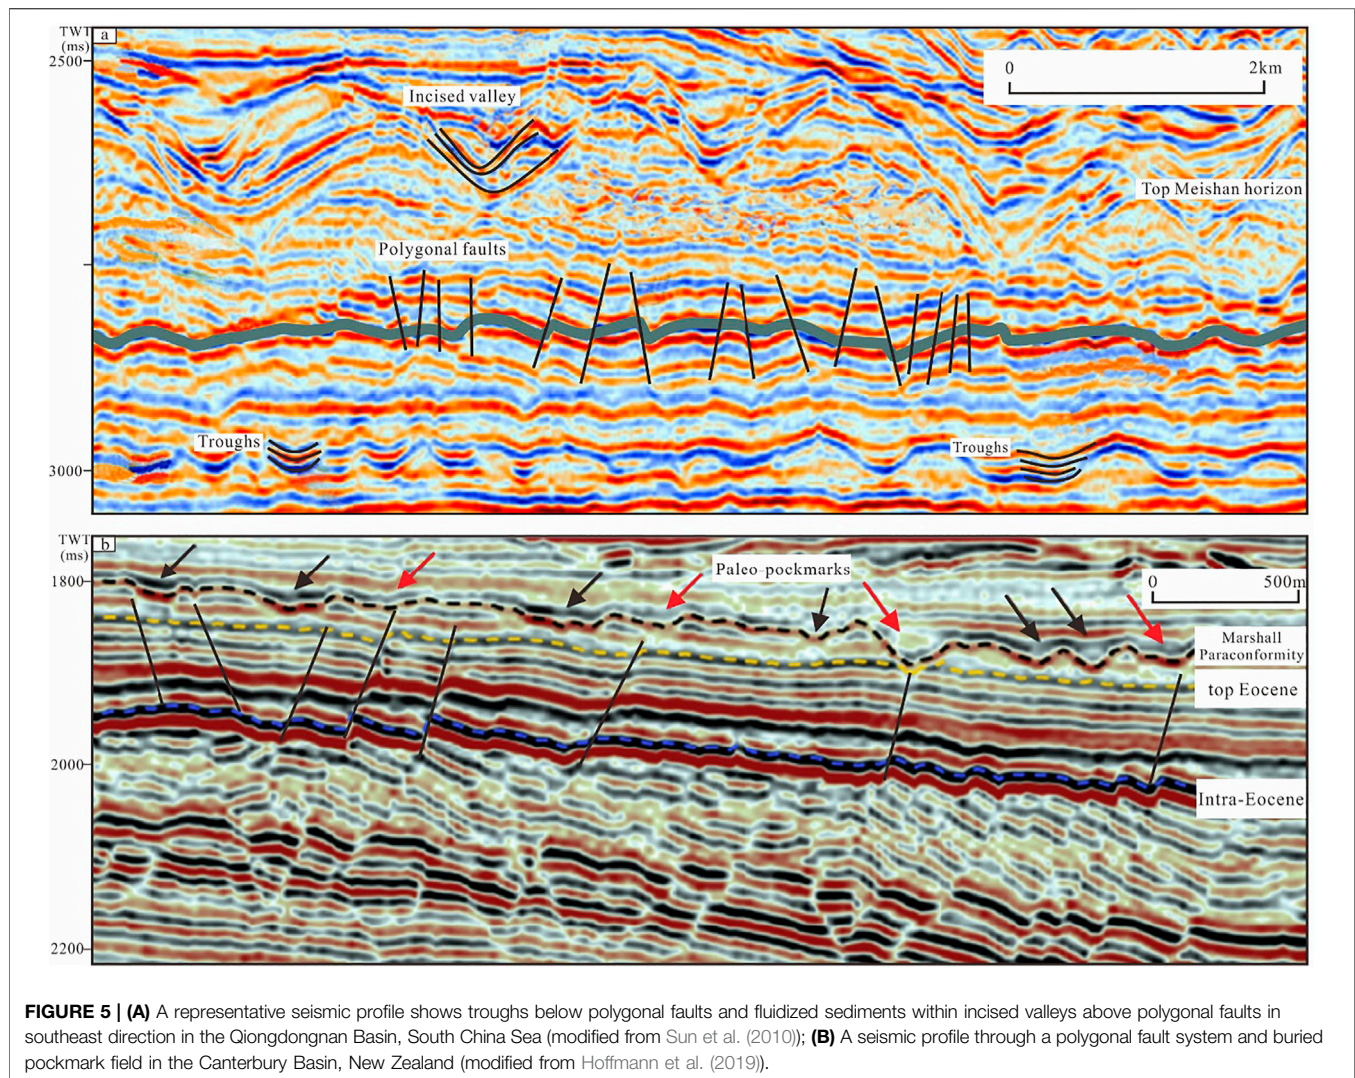 TWT
(ms)
a
2500
0 2km
Incised valley
Top Meishan horizon
Polygonal faults
Troughs
Troughs
3000
TWT
(ms)
b
1800
Paleo-pockmarks
0 500m
Marshall
Paraconformity
top Eocene
2000
Intra-Eocene
2200
FIGURE 5 | (A) A representative seismic profile shows troughs below polygonal faults and fluidized sediments within incised valleys above polygonal faults in
southeast direction in the Qiongdongnan Basin, South China Sea (modified from Sun et al. (2010)); (B) A seismic profile through a polygonal fault system and buried
pockmark field in the Canterbury Basin, New Zealand (modified from Hoffmann et al. (2019)).